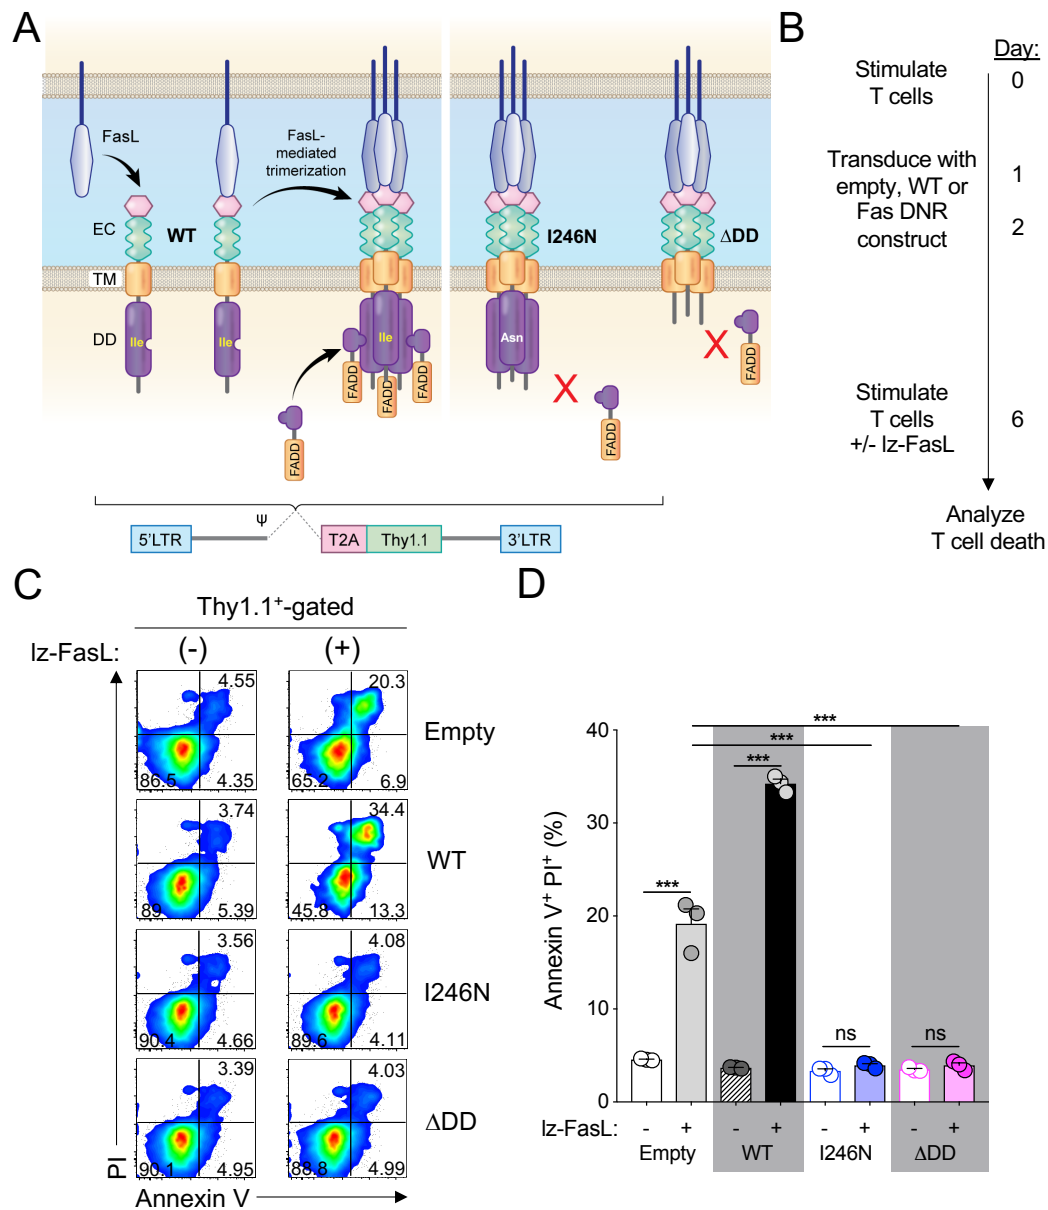 A
FasL
FasL-
mediated
trimerization
EC
WT
I246N
ΔDD
TM
DD
Ile
Ile
Ile
Asn
FADD
FADD
FADD
FADD
FADD
FADD
X
X
ψ
5'LTR
T2A
Thy1.1
3'LTR
B
Day:
Stimulate
T cells
0
Transduce with
empty, WT or
Fas DNR
construct
1
2
Stimulate
T cells
+/- lz-FasL
6
Analyze
T cell death
C
Thy1.1+-gated
lz-FasL:
(-)
(+)
4.55
86.5
4.35
20.3
65.2
6.9
Empty
3.74
89
5.39
34.4
45.8
13.3
WT
3.56
90.4
4.66
4.08
89.6
4.11
I246N
3.39
90.1
4.95
4.03
88.8
4.99
ΔDD
PI
Annexin V
D
Annexin V+ PI+ (%)
40
30
20
10
0
***
***
***
***
ns
ns
lz-FasL:
- + - + - + - +
Empty
WT
I246N
ΔDD